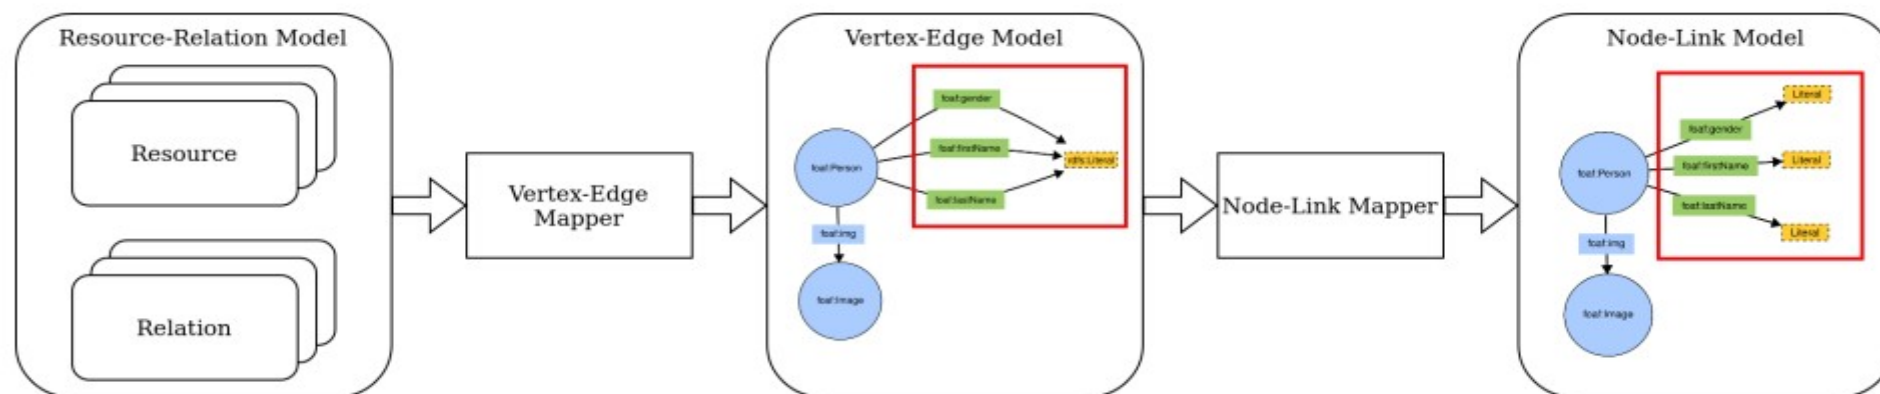 Resource-Relation Model
Resource
Relation
Vertex-Edge
Mapper
Vertex-Edge Model
foaf:gender
foaf:firstName
foaf:lastName
rdfs:Literal
foaf:Person
foaf:img
foaf:Image
Node-Link Mapper
Node-Link Model
Literal
foaf:gender
foaf:firstName
Literal
foaf:Person
foaf:lastName
Literal
foaf:img
foaf:Image